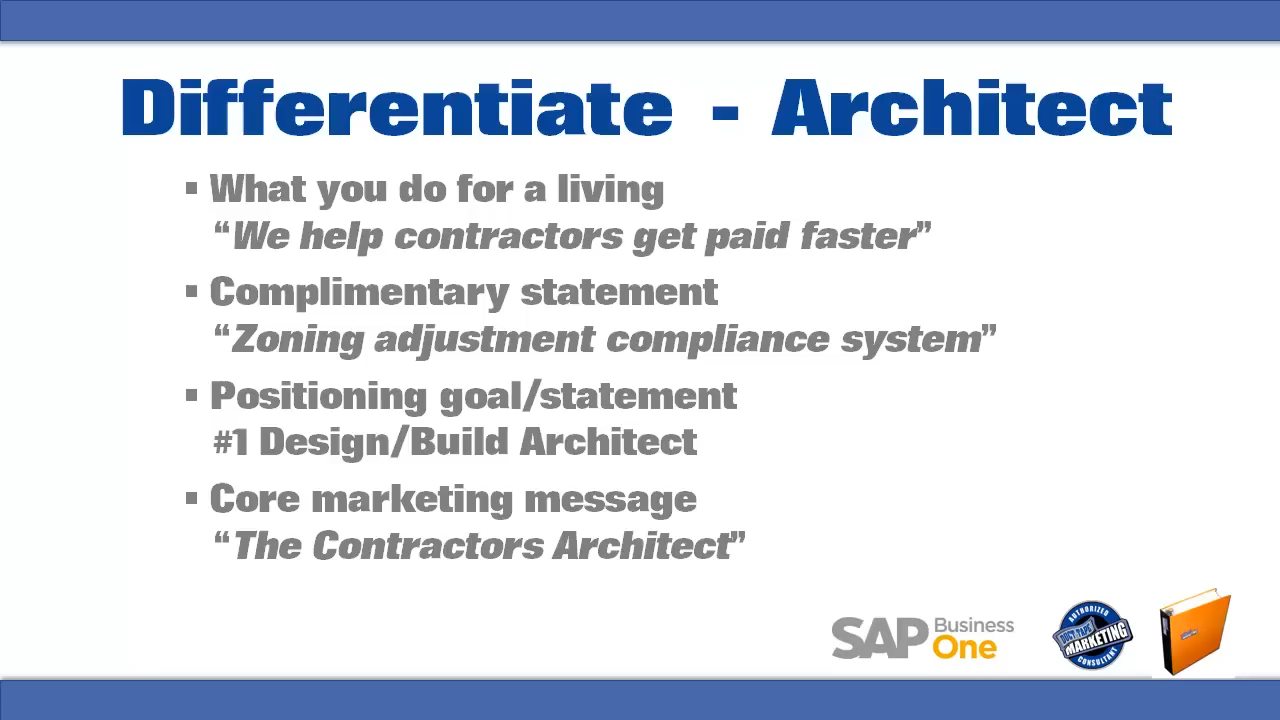 Differentiate - Architect
▪ What you do for a living
“We help contractors get paid faster”
▪ Complimentary statement
“Zoning adjustment compliance system”
▪ Positioning goal/statement
#1 Design/Build Architect
▪ Core marketing message
“The Contractors Architect”
SAP Business One
AUTHORIZED
DUCT TAPE
MARKETING
CONSULTANT